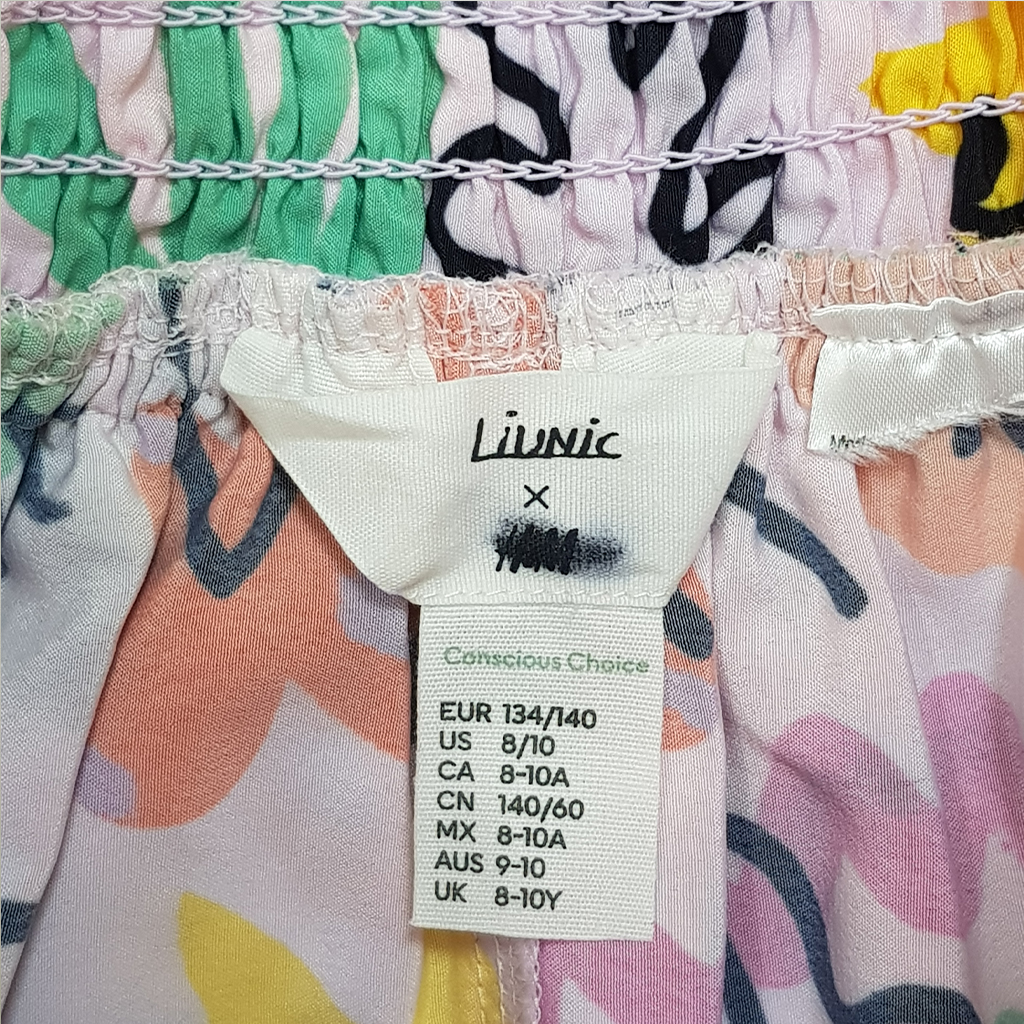 Liunic
×
Conscious Choice
EUR 134/140
US 8/10
CA 8-10A
CN 140/60
MX 8-10A
AUS 9-10
UK 8-10Y